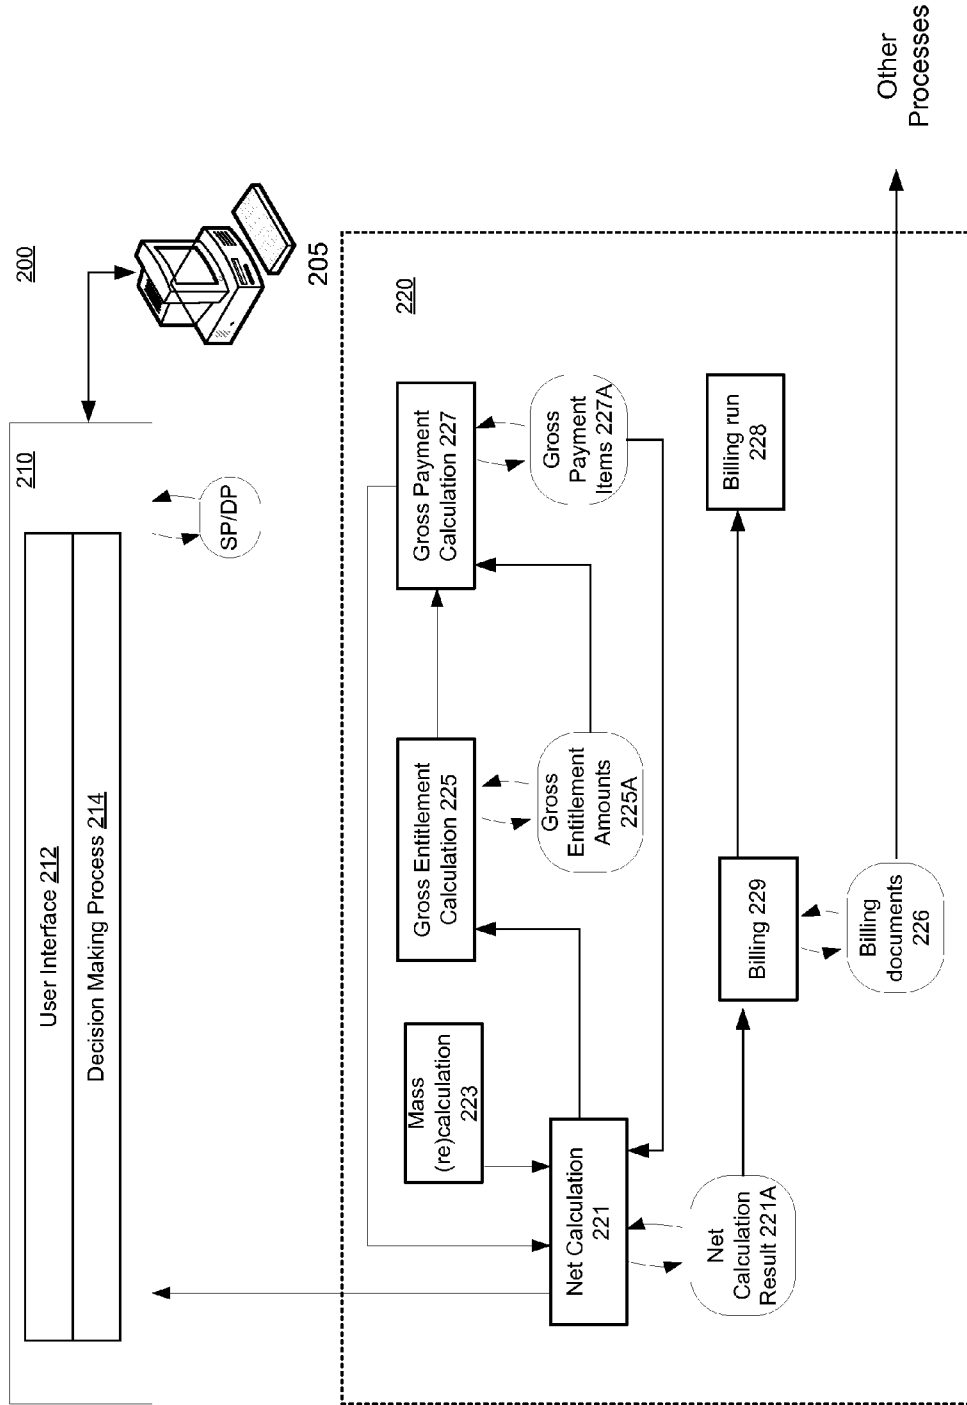 200
205
210
User Interface 212
Decision Making Process 214
SP/DP
220
Mass
(re)calculation
223
Gross Entitlement
Calculation 225
Gross Payment
Calculation 227
Net Calculation
221
Gross
Entitlement
Amounts
225A
Gross
Payment
Items 227A
Net
Calculation
Result 221A
Billing 229
Billing run
228
Billing
documents
226
Other
Processes